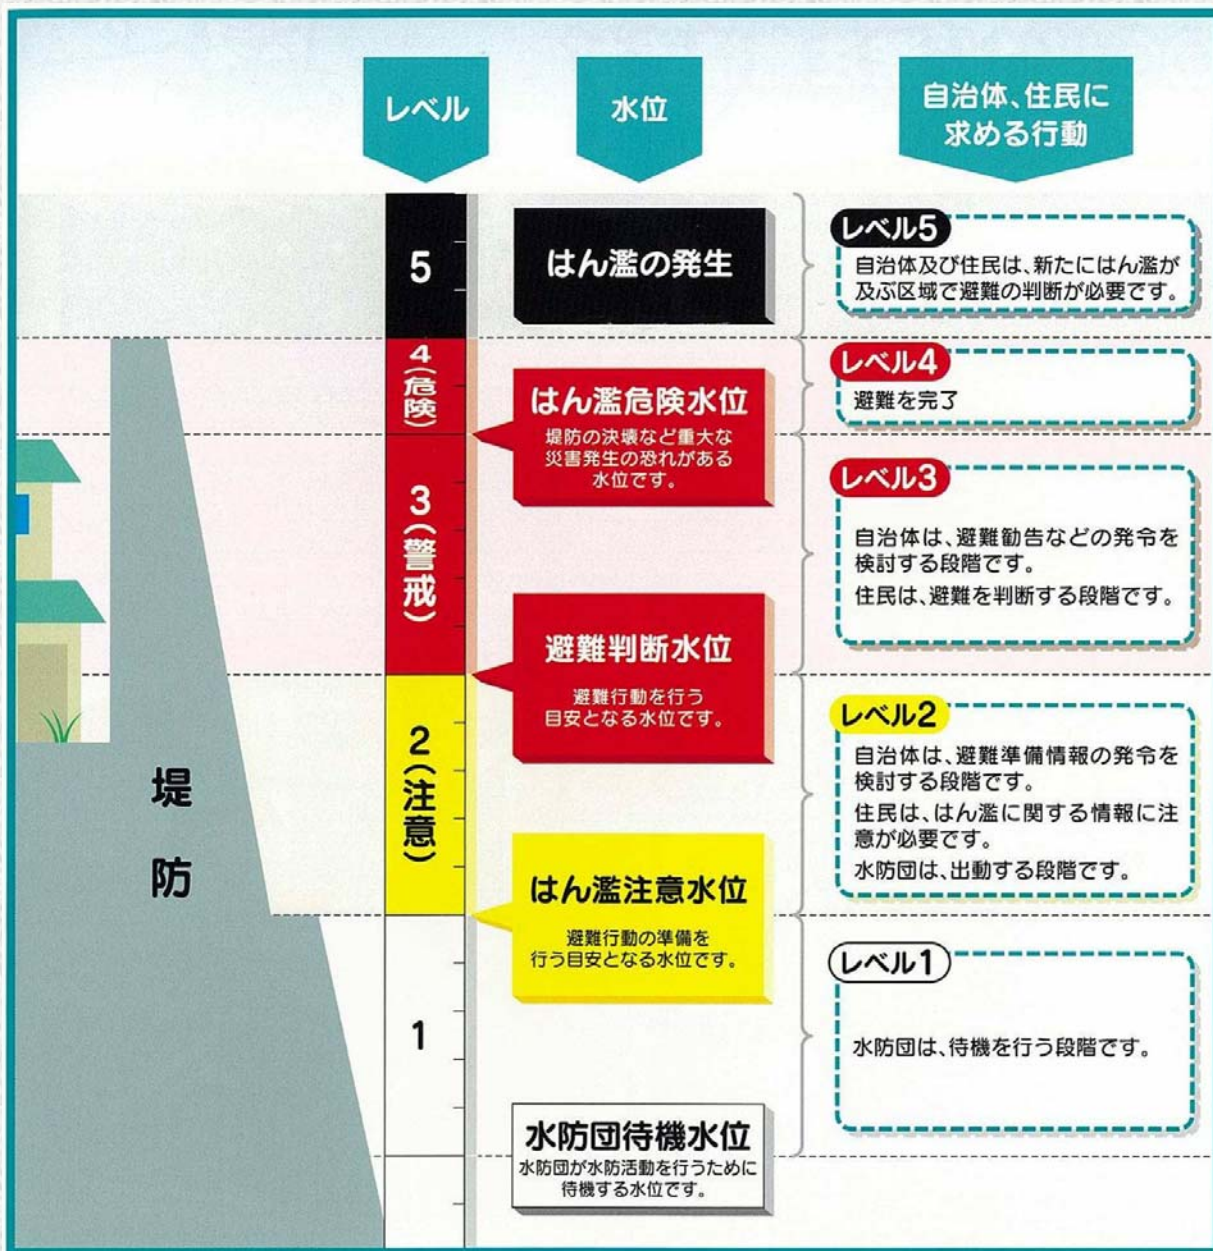 レベル
水位
自治体、住民に
求める行動
5
はん濫の発生
レベル5
自治体及び住民は、新たにはん濫が
及ぶ区域で避難の判断が必要です。
4(危険)
はん濫危険水位
堤防の決壊など重大な
災害発生の恐れがある
水位です。
レベル4
避難を完了
3(警戒)
レベル3
自治体は、避難勧告などの発令を
検討する段階です。
住民は、避難を判断する段階です。
避難判断水位
避難行動を行う
目安となる水位です。
2(注意)
レベル2
自治体は、避難準備情報の発令を
検討する段階です。
住民は、はん濫に関する情報に注
意が必要です。
水防団は、出動する段階です。
堤防
はん濫注意水位
避難行動の準備を
行う目安となる水位です。
1
レベル1
水防団は、待機を行う段階です。
水防団待機水位
水防団が水防活動を行うために
待機する水位です。